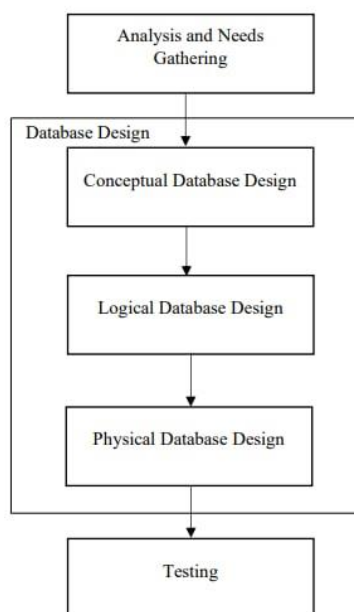 Analysis and Needs
Gathering
Database Design
Conceptual Database Design
Logical Database Design
Physical Database Design
Testing